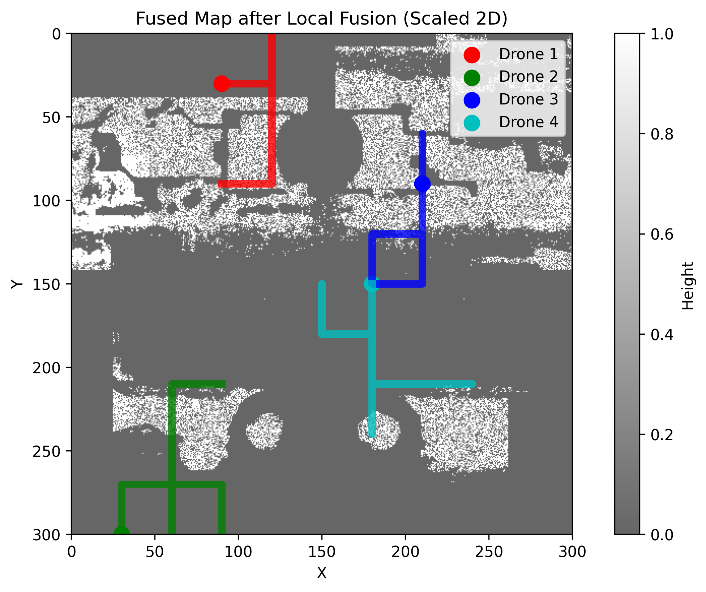 Fused Map after Local Fusion (Scaled 2D)
Drone 1
Drone 2
Drone 3
Drone 4
0
50
100
150
200
250
300
Y
0
50
100
150
200
250
300
X
1.0
0.8
0.6
0.4
0.2
0.0
Height